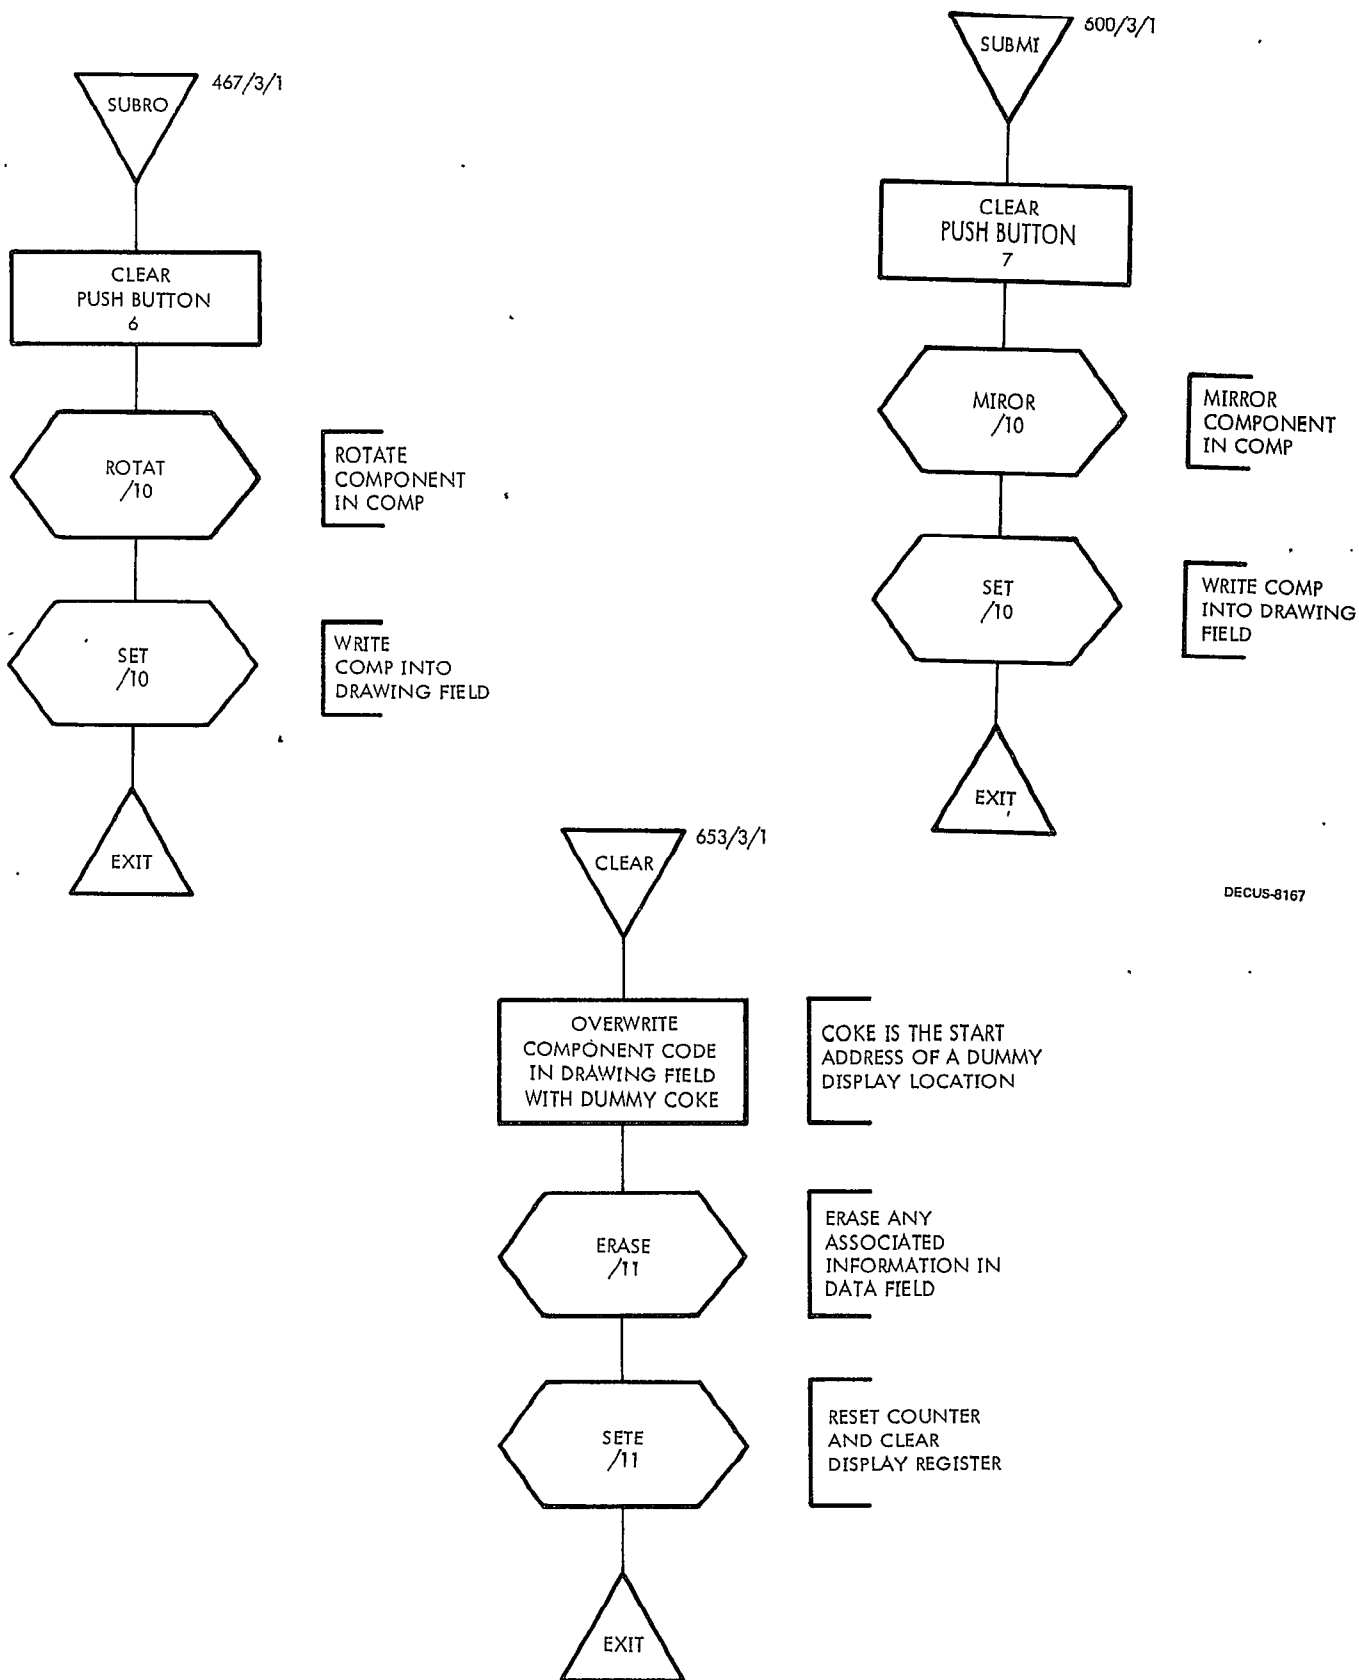 SUBRO
467/3/1
CLEAR
PUSH BUTTON
6
ROTAT
/10
ROTATE
COMPONENT
IN COMP
SET
/10
WRITE
COMP INTO
DRAWING FIELD
EXIT
SUBMI
600/3/1
CLEAR
PUSH BUTTON
7
MIROR
/10
MIRROR
COMPONENT
IN COMP
SET
/10
WRITE COMP
INTO DRAWING
FIELD
EXIT
DECUS-8167
CLEAR
653/3/1
OVERWRITE
COMPONENT CODE
IN DRAWING FIELD
WITH DUMMY COKE
COKE IS THE START
ADDRESS OF A DUMMY
DISPLAY LOCATION
ERASE
/11
ERASE ANY
ASSOCIATED
INFORMATION IN
DATA FIELD
SETE
/11
RESET COUNTER
AND CLEAR
DISPLAY REGISTER
EXIT